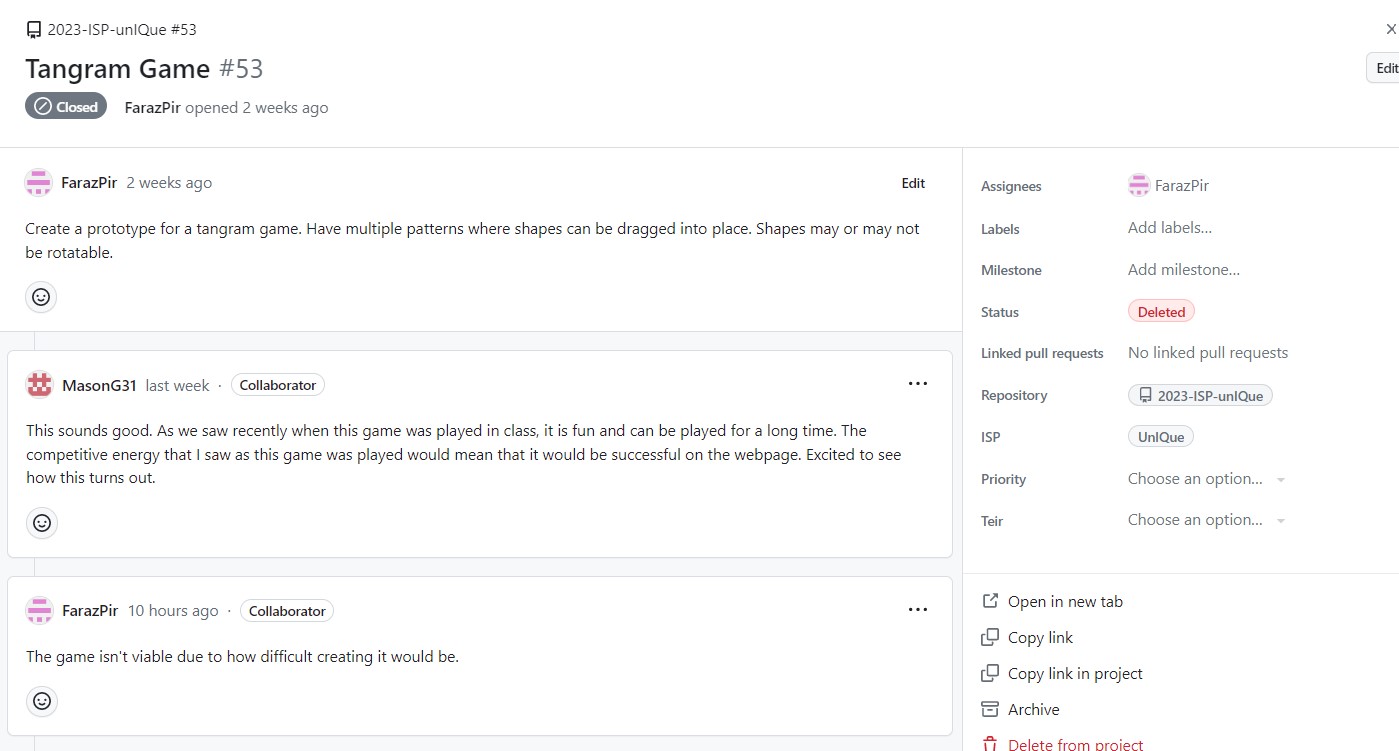 2023-ISP-unIQue #53
Tangram Game #53
Edit
Closed FarazPir opened 2 weeks ago
FarazPir 2 weeks ago Edit
Create a prototype for a tangram game. Have multiple patterns where shapes can be dragged into place. Shapes may or may not
be rotatable.
MasonG31 last week · Collaborator ...
This sounds good. As we saw recently when this game was played in class, it is fun and can be played for a long time. The
competitive energy that I saw as this game was played would mean that it would be successful on the webpage. Excited to see
how this turns out.
FarazPir 10 hours ago · Collaborator ...
The game isn't viable due to how difficult creating it would be.
Assignees FarazPir
Labels Add labels...
Milestone Add milestone...
Status Deleted
Linked pull requests No linked pull requests
Repository 2023-ISP-unIQue
ISP UnIQue
Priority Choose an option...
Teir Choose an option...
Open in new tab
Copy link
Copy link in project
Archive
Delete from project